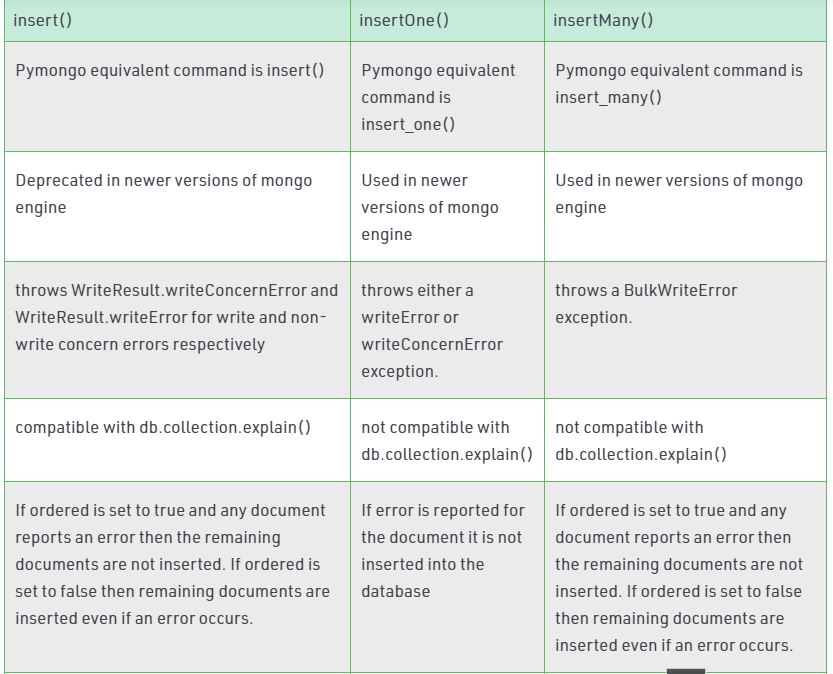 insert()
insertOne()
insertMany()
Pymongo equivalent command is insert()
Pymongo equivalent
command is
insert_one()
Pymongo equivalent command is
insert_many()
Deprecated in newer versions of mongo
engine
Used in newer
versions of mongo
engine
Used in newer versions of mongo
engine
throws WriteResult.writeConcernError and
WriteResult.writeError for write and non-
write concern errors respectively
throws either a
writeError or
writeConcernError
exception.
throws a BulkWriteError
exception.
compatible with db.collection.explain()
not compatible with
db.collection.explain()
not compatible with
db.collection.explain()
If ordered is set to true and any document
reports an error then the remaining
documents are not inserted. If ordered is
set to false then remaining documents are
inserted even if an error occurs.
If error is reported for
the document it is not
inserted into the
database
If ordered is set to true and any
document reports an error then
the remaining documents are not
inserted. If ordered is set to false
then remaining documents are
inserted even if an error occurs.